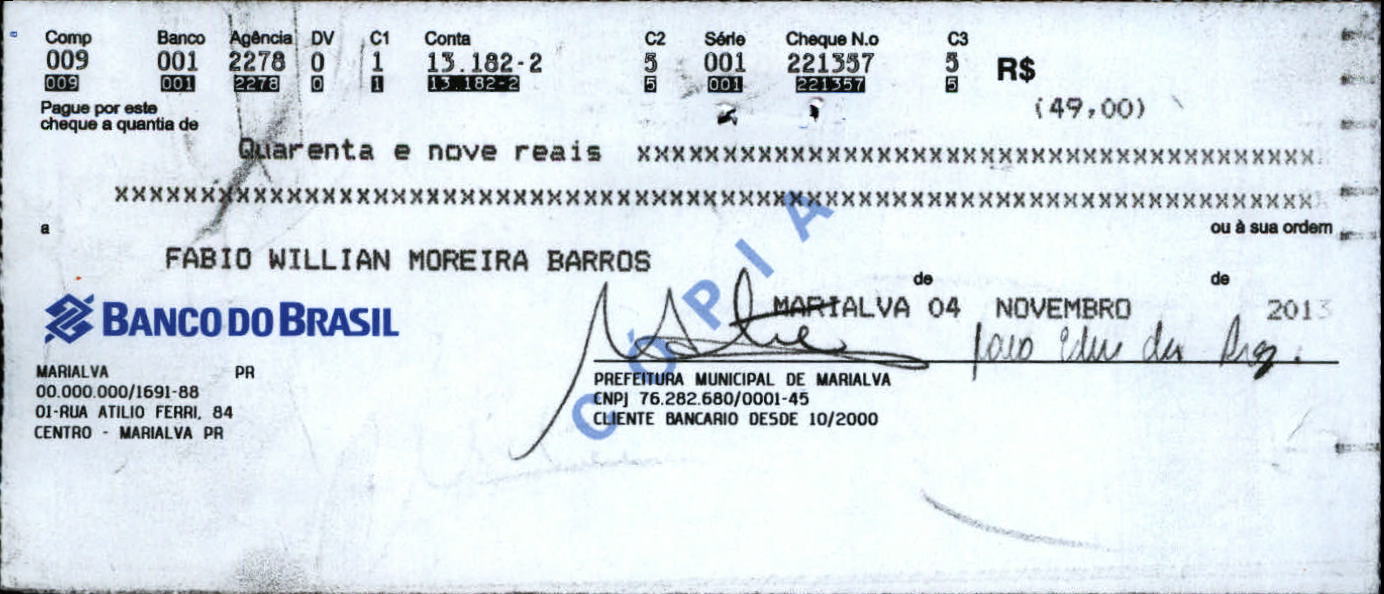 Comp Banco Agência DV C1 Conta C2 Série Cheque N.o C3
009 001 2278 0 1 13.182-2 5 001 221357 5 R$
009 001 2278 0 1 13.182-2 5 001 221357 5
Pague por este
cheque a quantia de
(49,00)
Quarenta e nove reais xxxxxxxxxxxxxxxxxxxxxxxxxxxxxxxxxxxxxxxxx
xxxxxxxxxxxxxxxxxxxxxxxxxxxxxxxxxxxxxxxxxxxxxxxxxxxxxxxxxxxxxxxxxxxxxxxx
a ou à sua ordem
FABIO WILLIAN MOREIRA BARROS
de de
MARIALVA 04 NOVEMBRO 2013
BANCO DO BRASIL
CÓPIA
MARIALVA PR
00.000.000/1691-88
01-RUA ATILIO FERRI, 84
CENTRO - MARIALVA PR
PREFEITURA MUNICIPAL DE MARIALVA
CNPJ 76.282.680/0001-45
CLIENTE BANCARIO DESDE 10/2000